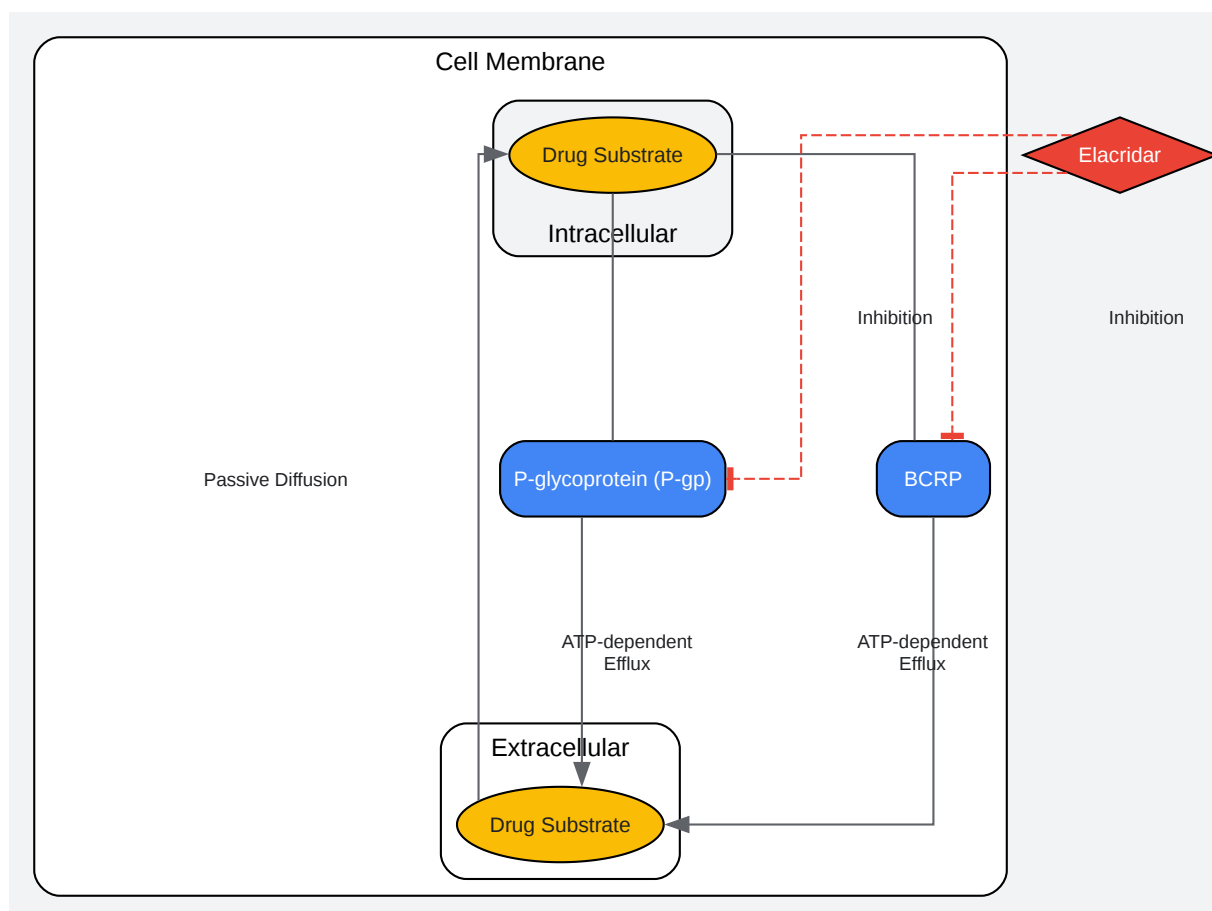 Cell Membrane
Drug Substrate
Elacridar
Intracellular
Inhibition
Inhibition
Passive Diffusion
P-glycoprotein (P-gp)
BCRP
ATP-dependent
Efflux
ATP-dependent
Efflux
Extracellular
Drug Substrate